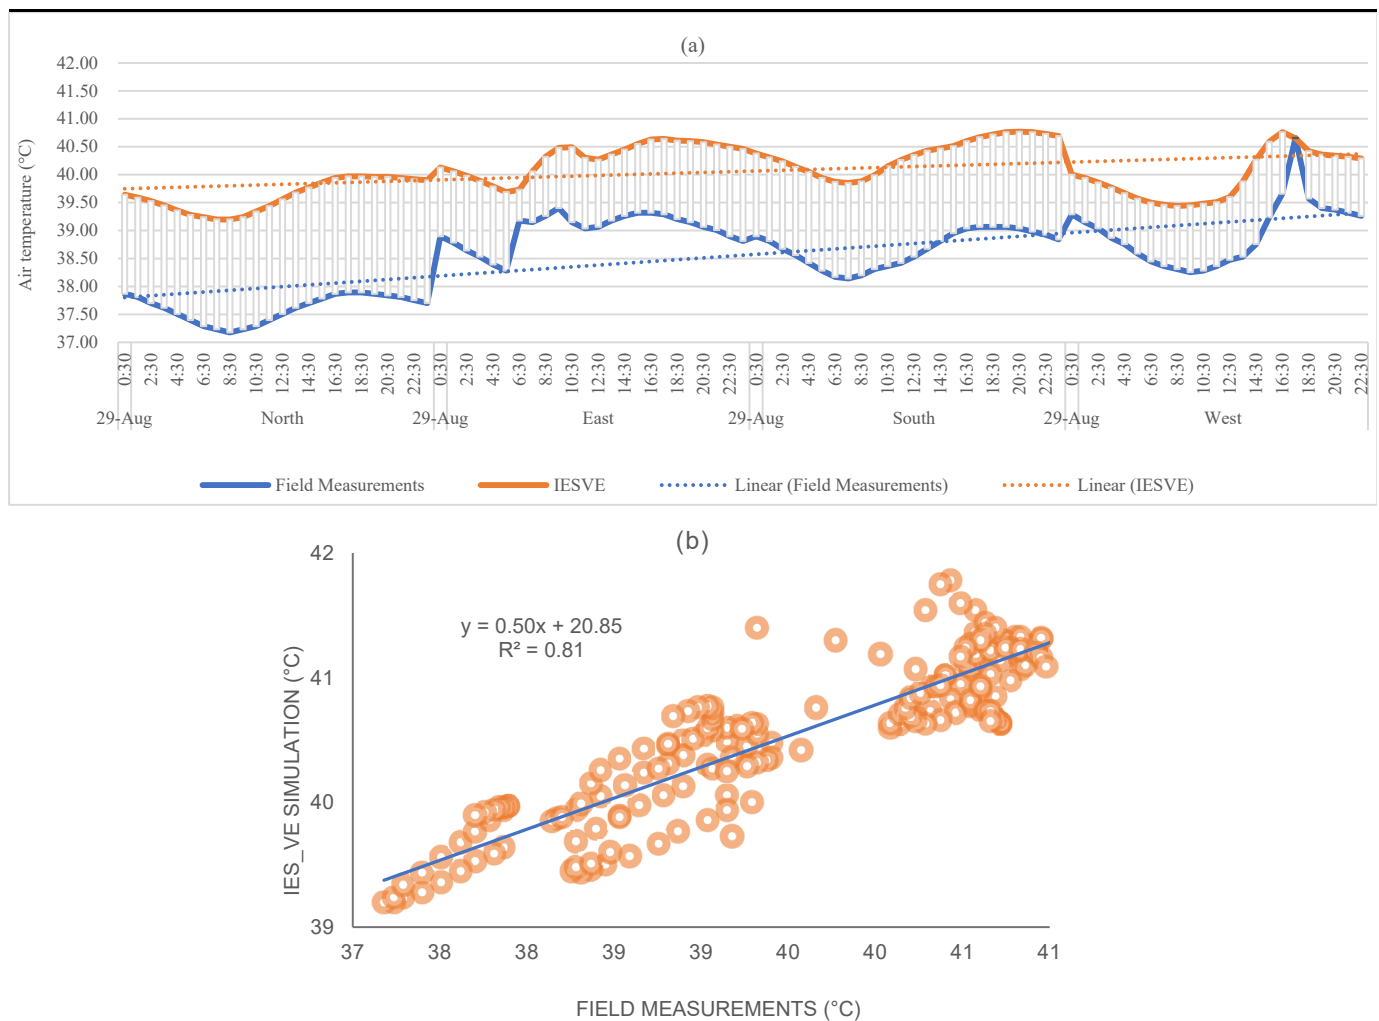 (a)
42.00
41.50
41.00
40.50
40.00
39.50
39.00
38.50
38.00
37.50
37.00
Air temperature (°C)
0:30 2:30 4:30 6:30 8:30 10:30 12:30 14:30 16:30 18:30 20:30 22:30 0:30 2:30 4:30 6:30 8:30 10:30 12:30 14:30 16:30 18:30 20:30 22:30 0:30 2:30 4:30 6:30 8:30 10:30 12:30 14:30 16:30 18:30 20:30 22:30 0:30 2:30 4:30 6:30 8:30 10:30 12:30 14:30 16:30 18:30 20:30 22:30
29-Aug North 29-Aug East 29-Aug South 29-Aug West
Field Measurements IESVE Linear (Field Measurements) Linear (IESVE)
(b)
42
41
40
39
IES_VE SIMULATION (°C)
y = 0.50x + 20.85
R² = 0.81
37 38 38 39 39 40 40 41 41
FIELD MEASUREMENTS (°C)